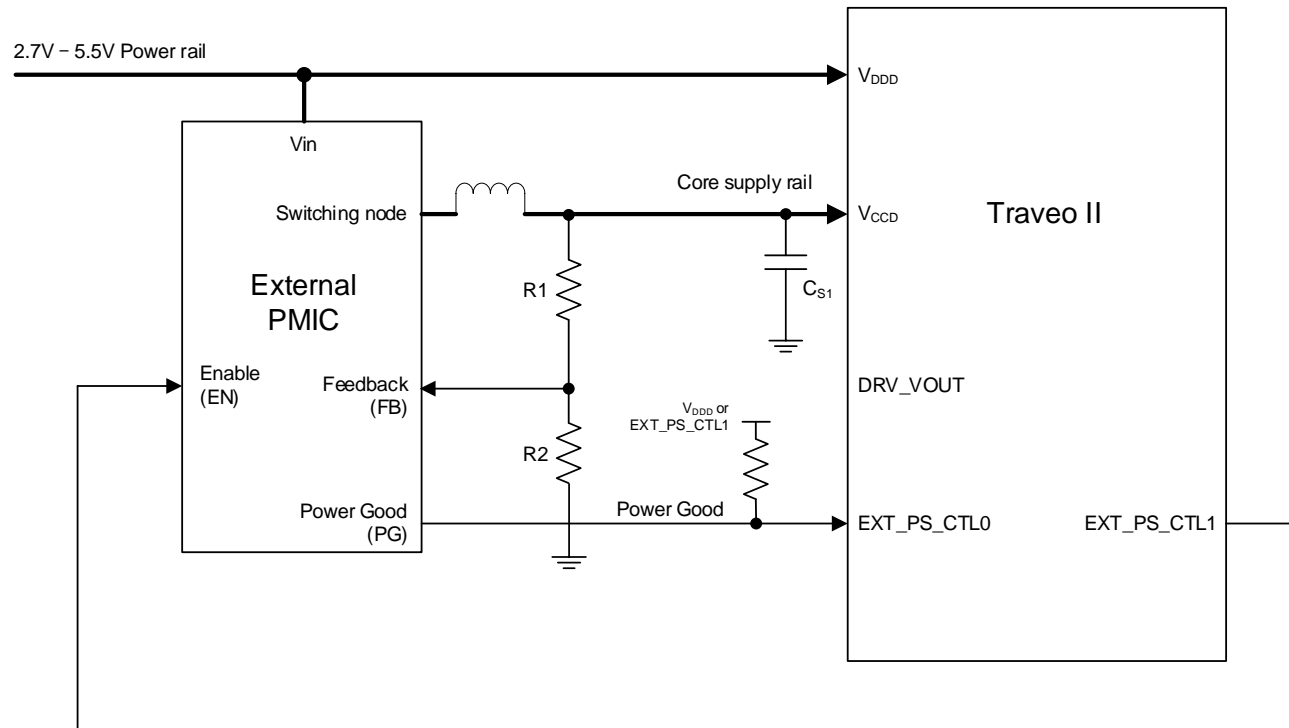 2.7V – 5.5V Power rail
Vin
VDDD
Switching node
Core supply rail
VCCD
Traveo II
External
PMIC
R1
CS1
Enable
(EN)
Feedback
(FB)
DRV_VOUT
VDDD or
EXT_PS_CTL1
R2
Power Good
(PG)
Power Good
EXT_PS_CTL0
EXT_PS_CTL1